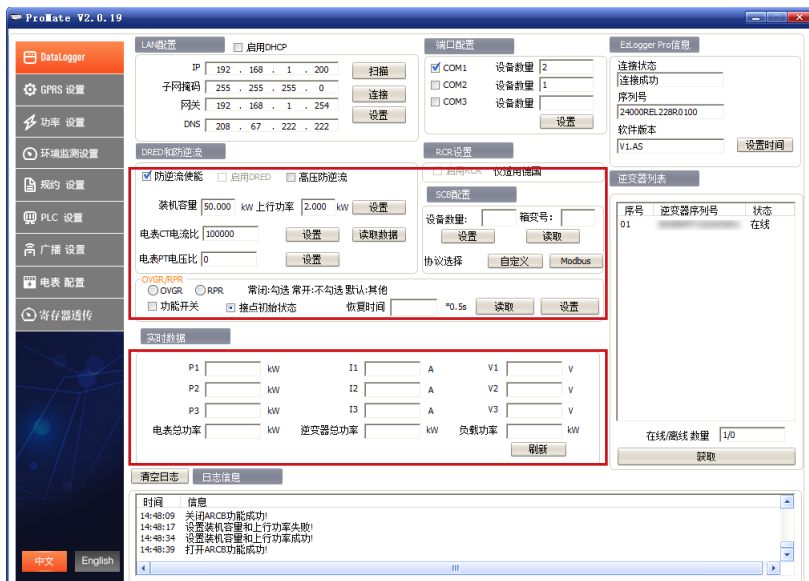 ProMate V2.0.19
DataLogger
GPRS 设置
功率 设置
环境监测设置
规约 设置
PLC 设置
广播 设置
电表 配置
寄存器透传
中文
English
LAN配置
启用DHCP
IP 192 . 168 . 1 . 200 扫描
子网掩码 255 . 255 . 255 . 0 连接
网关 192 . 168 . 1 . 254
DNS 208 . 67 . 222 . 222 设置
端口配置
COM1 设备数量 2
COM2 设备数量 1
COM3 设备数量
设置
EzLogger Pro信息
连接状态
连接成功
序列号
24000REL228R0100
软件版本
V1.AS 设置时间
DRED和防逆流
防逆流使能 启用DRED 高压防逆流
装机容量 50.000 kW 上行功率 2.000 kW 设置
电表CT电流比 100000 设置 读取数据
电表PT电压比 0 设置
RCR设置
启用RCR 仅适用德国
SCB配置
设备数量: 箱变号:
设置 读取
协议选择 自定义 Modbus
OVGR/RPR
OVGR RPR 常闭:勾选 常开:不勾选 默认:其他
功能开关 接点初始状态 恢复时间 *0.5s 读取 设置
实时数据
P1 kW I1 A V1 V
P2 kW I2 A V2 V
P3 kW I3 A V3 V
电表总功率 kW 逆变器总功率 kW 负载功率 kW
刷新
逆变器列表
序号 逆变器序列号 状态
01 在线
在线/离线 数量 1/0
获取
清空日志 日志信息
时间 信息
14:48:09 关闭ARCB功能成功!
14:48:17 设置装机容量和上行功率失败!
14:48:34 设置装机容量和上行功率成功!
14:48:39 打开ARCB功能成功!